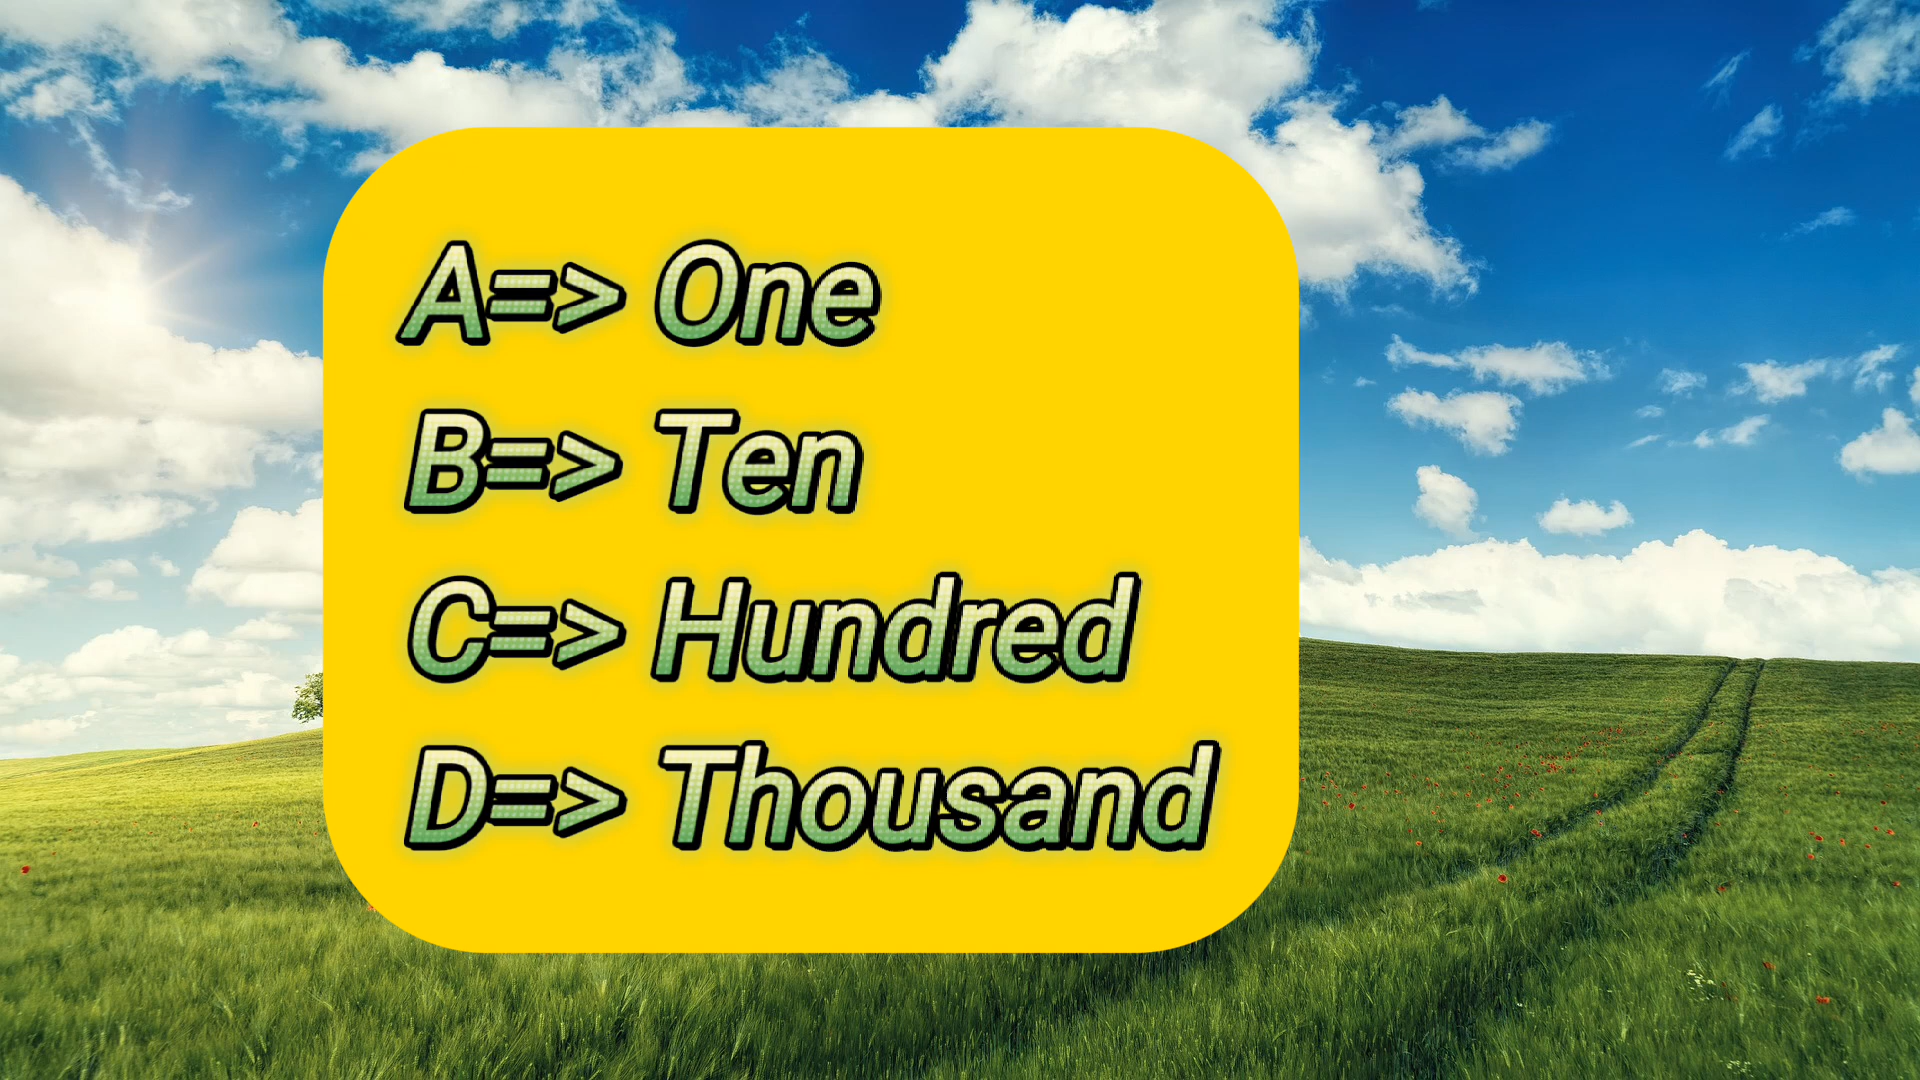 A=> One
B=> Ten
C=> Hundred
D=> Thousand